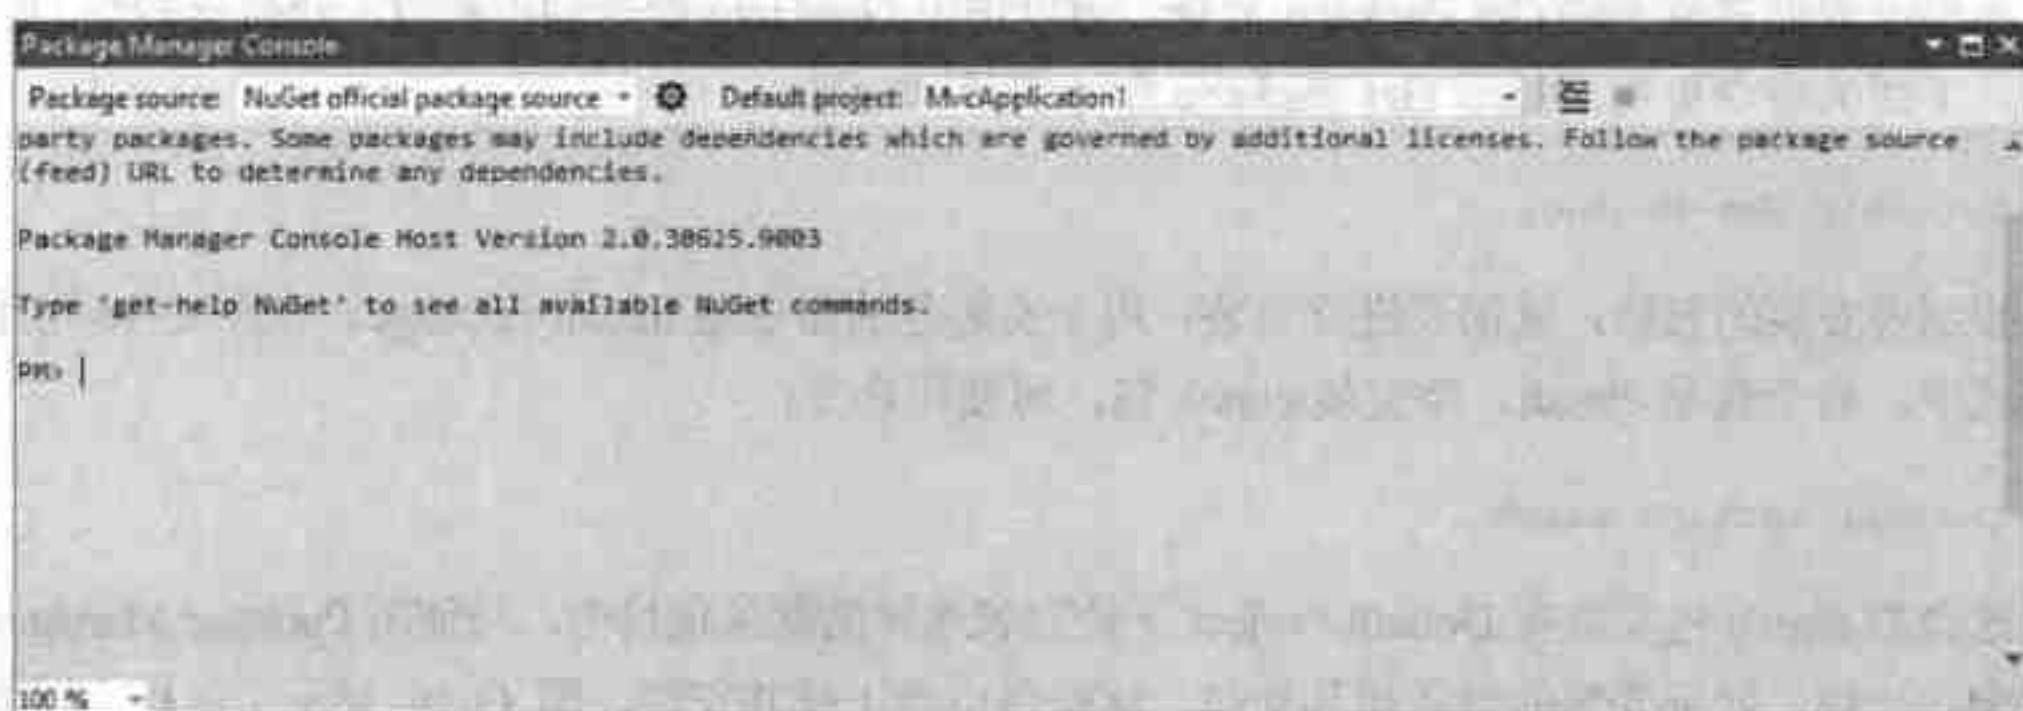 Package Manager Console
Package source: NuGet official package source Default project: MvcApplication1
party packages. Some packages may include dependencies which are governed by additional licenses. Follow the package source
(feed) URL to determine any dependencies.
Package Manager Console Host Version 2.0.30625.9003
Type 'get-help NuGet' to see all available NuGet commands.
PM>
100 %